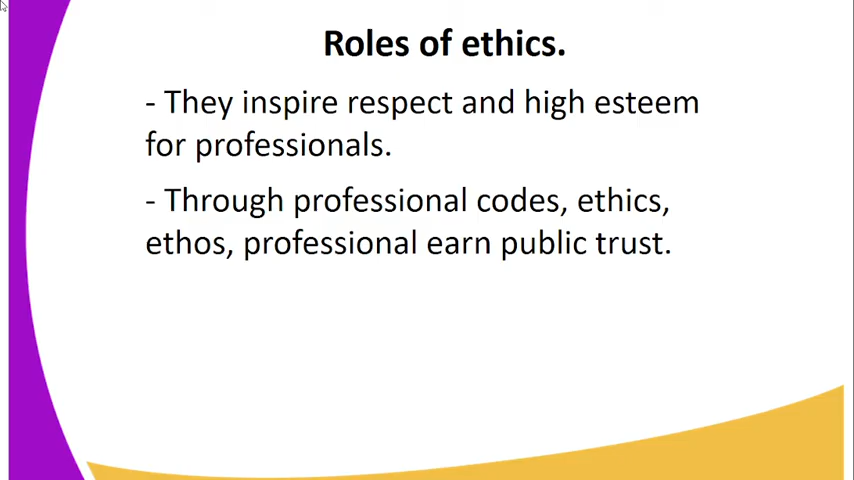 Roles of ethics.
- They inspire respect and high esteem
for professionals.
- Through professional codes, ethics,
ethos, professional earn public trust.